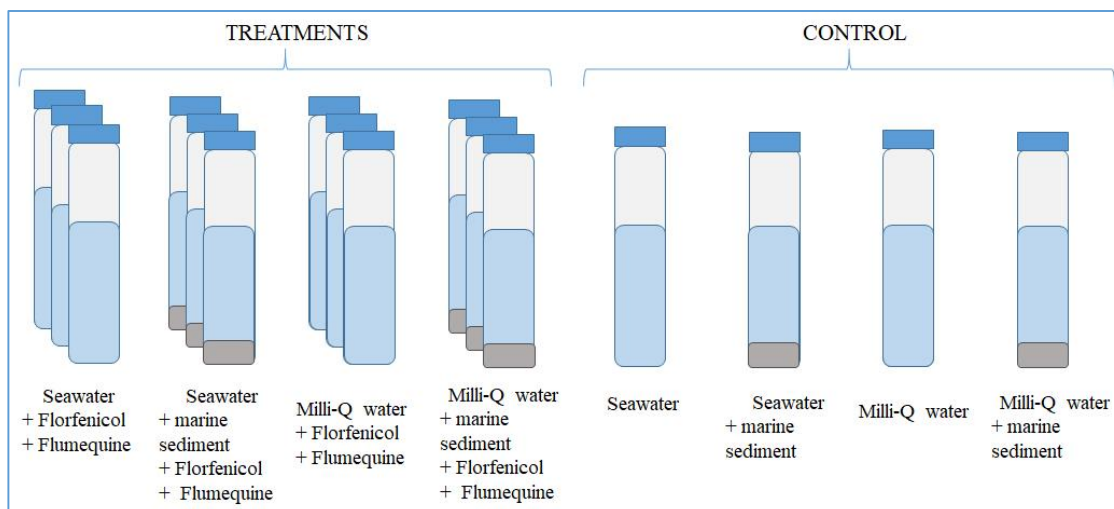 TREATMENTS
CONTROL
Seawater
+ Florfenicol
+ Flumequine
Seawater
+ marine
sediment
+ Florfenicol
+ Flumequine
Milli-Q water
+ Florfenicol
+ Flumequine
Milli-Q water
+ marine
sediment
+ Florfenicol
+ Flumequine
Seawater
Seawater
+ marine
sediment
Milli-Q water
Milli-Q water
+ marine
sediment